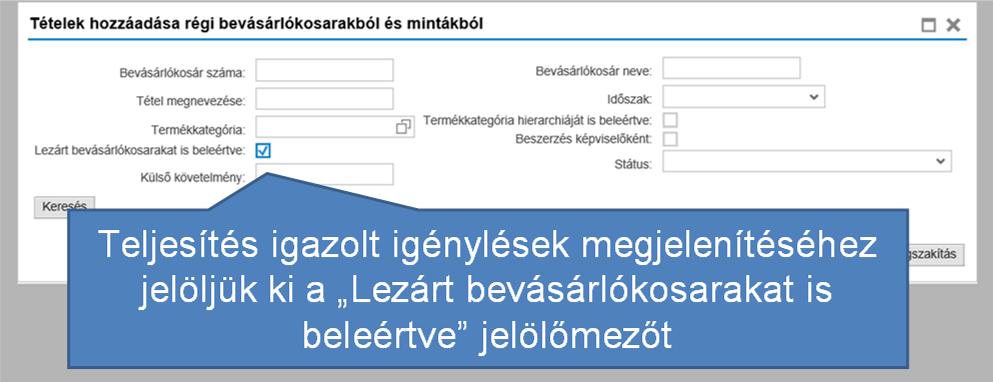 Tételek hozzáadása régi bevásárlókosarakból és mintákból
Bevásárlókosár száma:
Bevásárlókosár neve:
Tétel megnevezése:
Időszak:
Termékkategória:
Termékkategória hierarchiáját is beleértve:
Lezárt bevásárlókosarakat is beleértve:
Beszerzés képviselőként:
Külső követelmény:
Státus:
Keresés
gszakítás
Teljesítés igazolt igénylések megjelenítéséhez
jelöljük ki a „Lezárt bevásárlókosarakat is
beleértve” jelölőmezőt